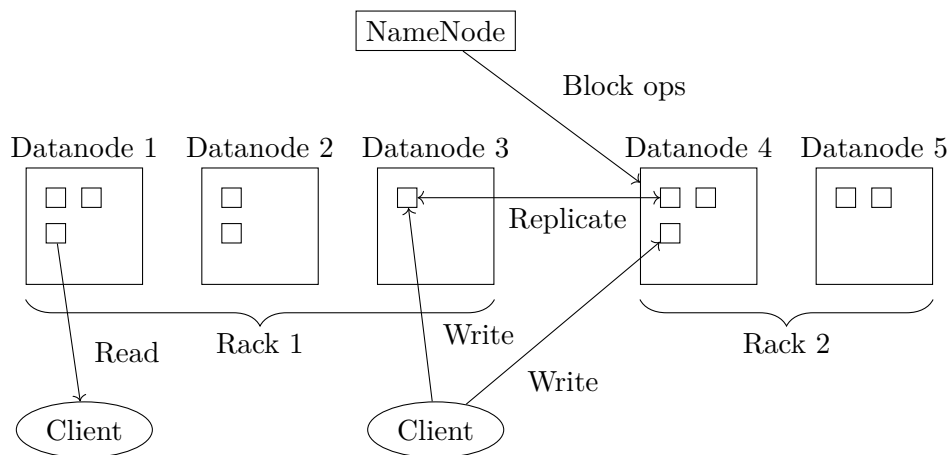 NameNode
Block ops
Datanode 1
Datanode 2
Datanode 3
Datanode 4
Datanode 5
Replicate
Write
Rack 1
Rack 2
Read
Write
Client
Client